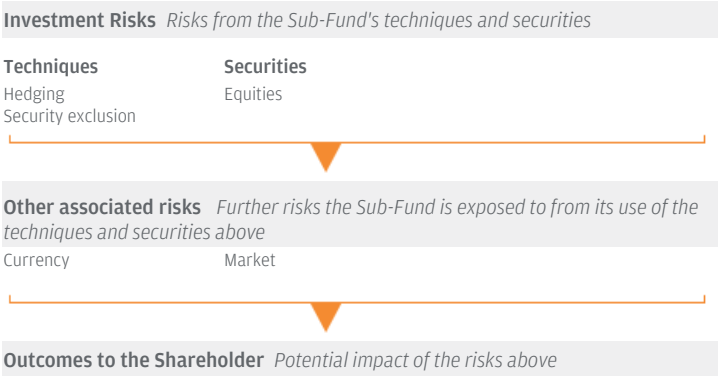 Investment Risks Risks from the Sub-Fund's techniques and securities
Techniques Securities
Hedging Equities
Security exclusion
Other associated risks Further risks the Sub-Fund is exposed to from its use of the
techniques and securities above
Currency Market
Outcomes to the Shareholder Potential impact of the risks above